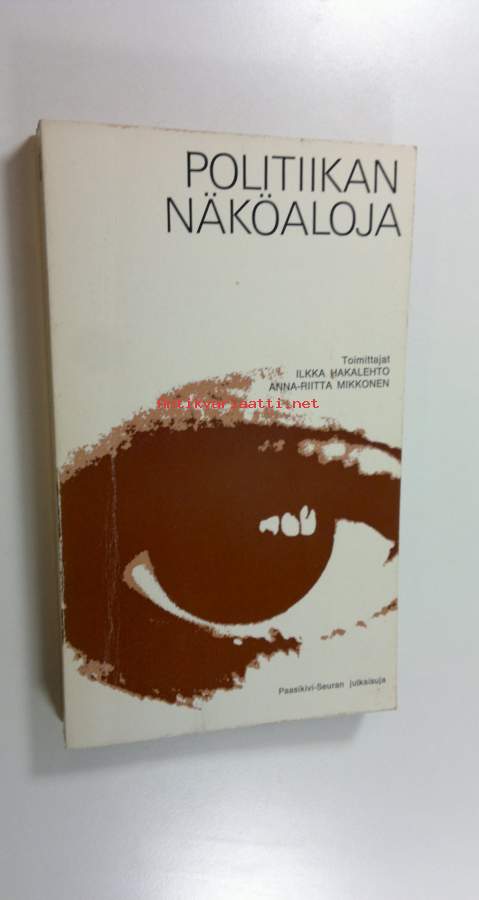 POLITIIKAN
NÄKÖALOJA
Toimittajat
ILKKA HAKALEHTO
ANNA-RIITTA MIKKONEN
Antikvariaatti.net
Paasikivi-Seuran julkaisuja